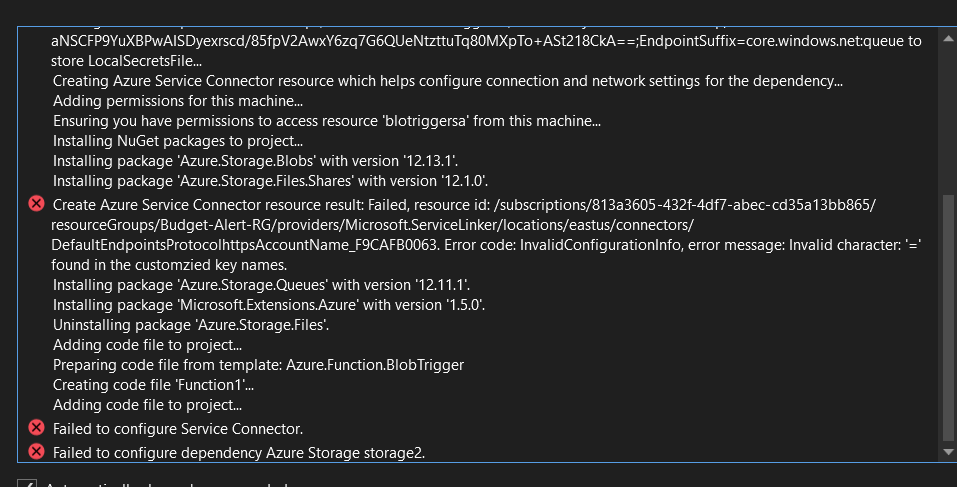 aNSCFP9YuXBPwAISDyexrscd/85fpV2AwxY6zq7G6QUeNtzttuTq80MXpTo+ASt218CkA==;EndpointSuffix=core.windows.net:queue to
store LocalSecretsFile...
Creating Azure Service Connector resource which helps configure connection and network settings for the dependency...
Adding permissions for this machine...
Ensuring you have permissions to access resource 'blotriggersa' from this machine...
Installing NuGet packages to project...
Installing package 'Azure.Storage.Blobs' with version '12.13.1'.
Installing package 'Azure.Storage.Files.Shares' with version '12.1.0'.
Create Azure Service Connector resource result: Failed, resource id: /subscriptions/813a3605-432f-4df7-abec-cd35a13bb865/
resourceGroups/Budget-Alert-RG/providers/Microsoft.ServiceLinker/locations/eastus/connectors/
DefaultEndpointsProtocolhttpsAccountName_F9CAFB0063. Error code: InvalidConfigurationInfo, error message: Invalid character: '='
found in the customzied key names.
Installing package 'Azure.Storage.Queues' with version '12.11.1'.
Installing package 'Microsoft.Extensions.Azure' with version '1.5.0'.
Uninstalling package 'Azure.Storage.Files'.
Adding code file to project...
Preparing code file from template: Azure.Function.BlobTrigger
Creating code file 'Function1'...
Adding code file to project...
Failed to configure Service Connector.
Failed to configure dependency Azure Storage storage2.